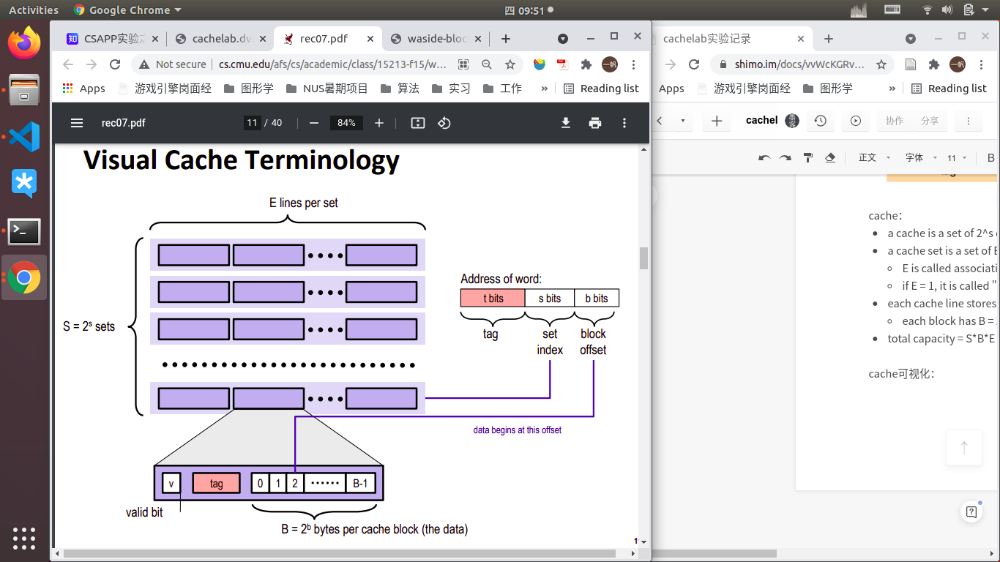 Activities
Google Chrome
四 09:51
CSAPP实验
cachelab.dv
rec07.pdf
waside-bloc
cachelab实验记录
Not secure
cs.cmu.edu/afs/cs/academic/class/15213-f15/w...
shimo.im/docs/vvWcKGRv...
一帆
一帆
Apps
游戏引擎岗面经
图形学
NUS暑期项目
算法
实习
工作
»
Reading list
Apps
游戏引擎岗面经
图形学
»
Reading list
rec07.pdf
11 / 40
84%
cachel
协作
分享
正文
字体
11
B
Visual Cache Terminology
E lines per set
S = 2^s sets
Address of word:
t bits
s bits
b bits
tag
set
index
block
offset
data begins at this offset
v
tag
0
1
2
B-1
valid bit
B = 2^b bytes per cache block (the data)
cache：
a cache is a set of 2^s
a cache set is a set of E
E is called associati
if E = 1, it is called "
each cache line stores
each block has B =
total capacity = S*B*E
cache可视化：